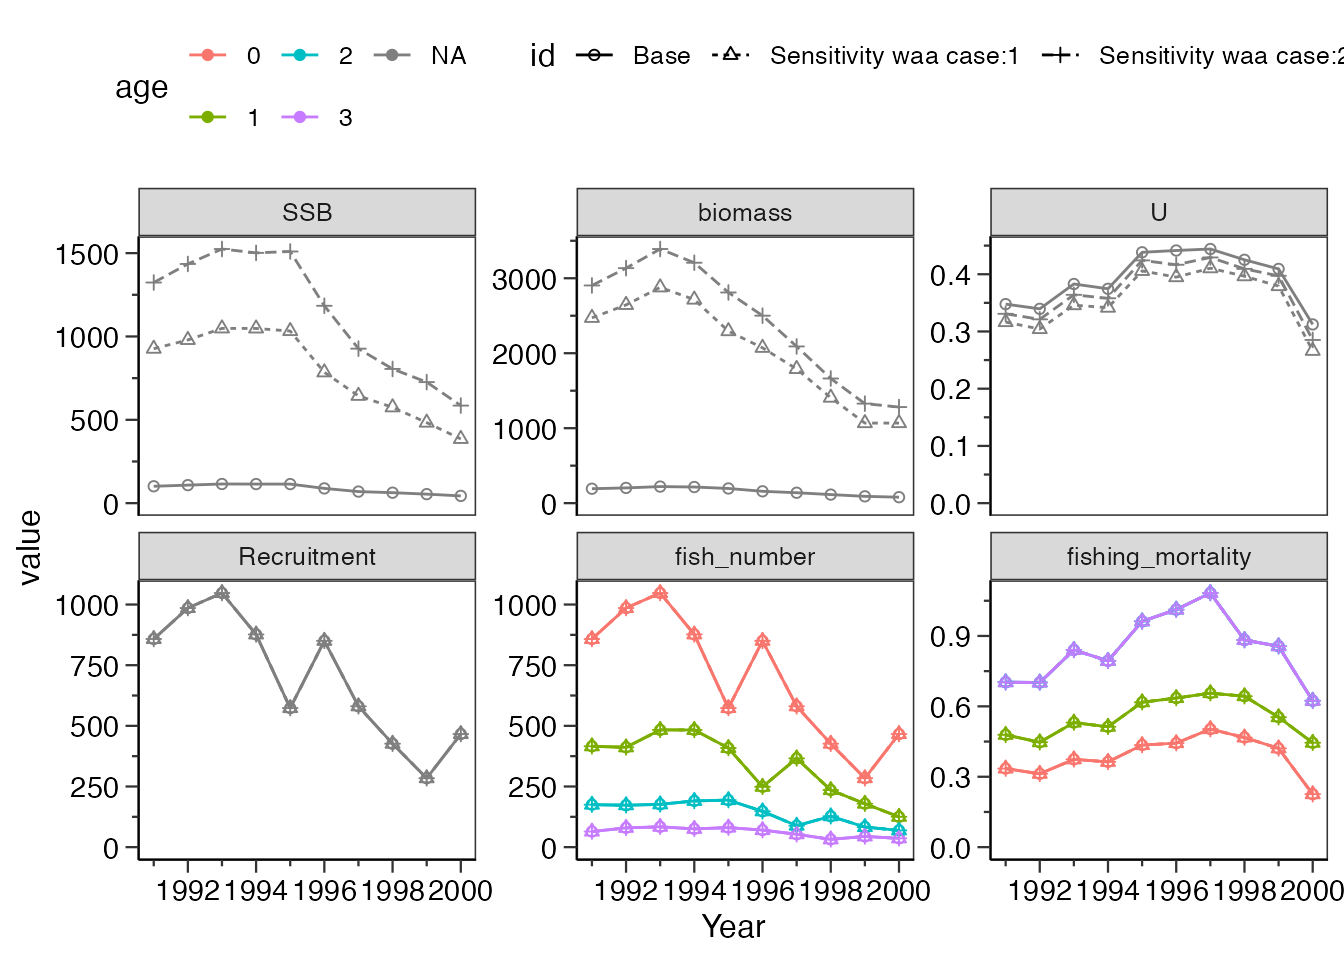 age
0
2
NA
1
3
id
Base
Sensitivity waa case:1
Sensitivity waa case:2
SSB
biomass
U
1500
1000
500
0
3000
2000
1000
0
0.4
0.3
0.2
0.1
0.0
value
Recruitment
fish_number
fishing_mortality
1000
750
500
250
0
1000
750
500
250
0
0.9
0.6
0.3
0.0
1992 1994 1996 1998 2000
1992 1994 1996 1998 2000
1992 1994 1996 1998 2000
Year